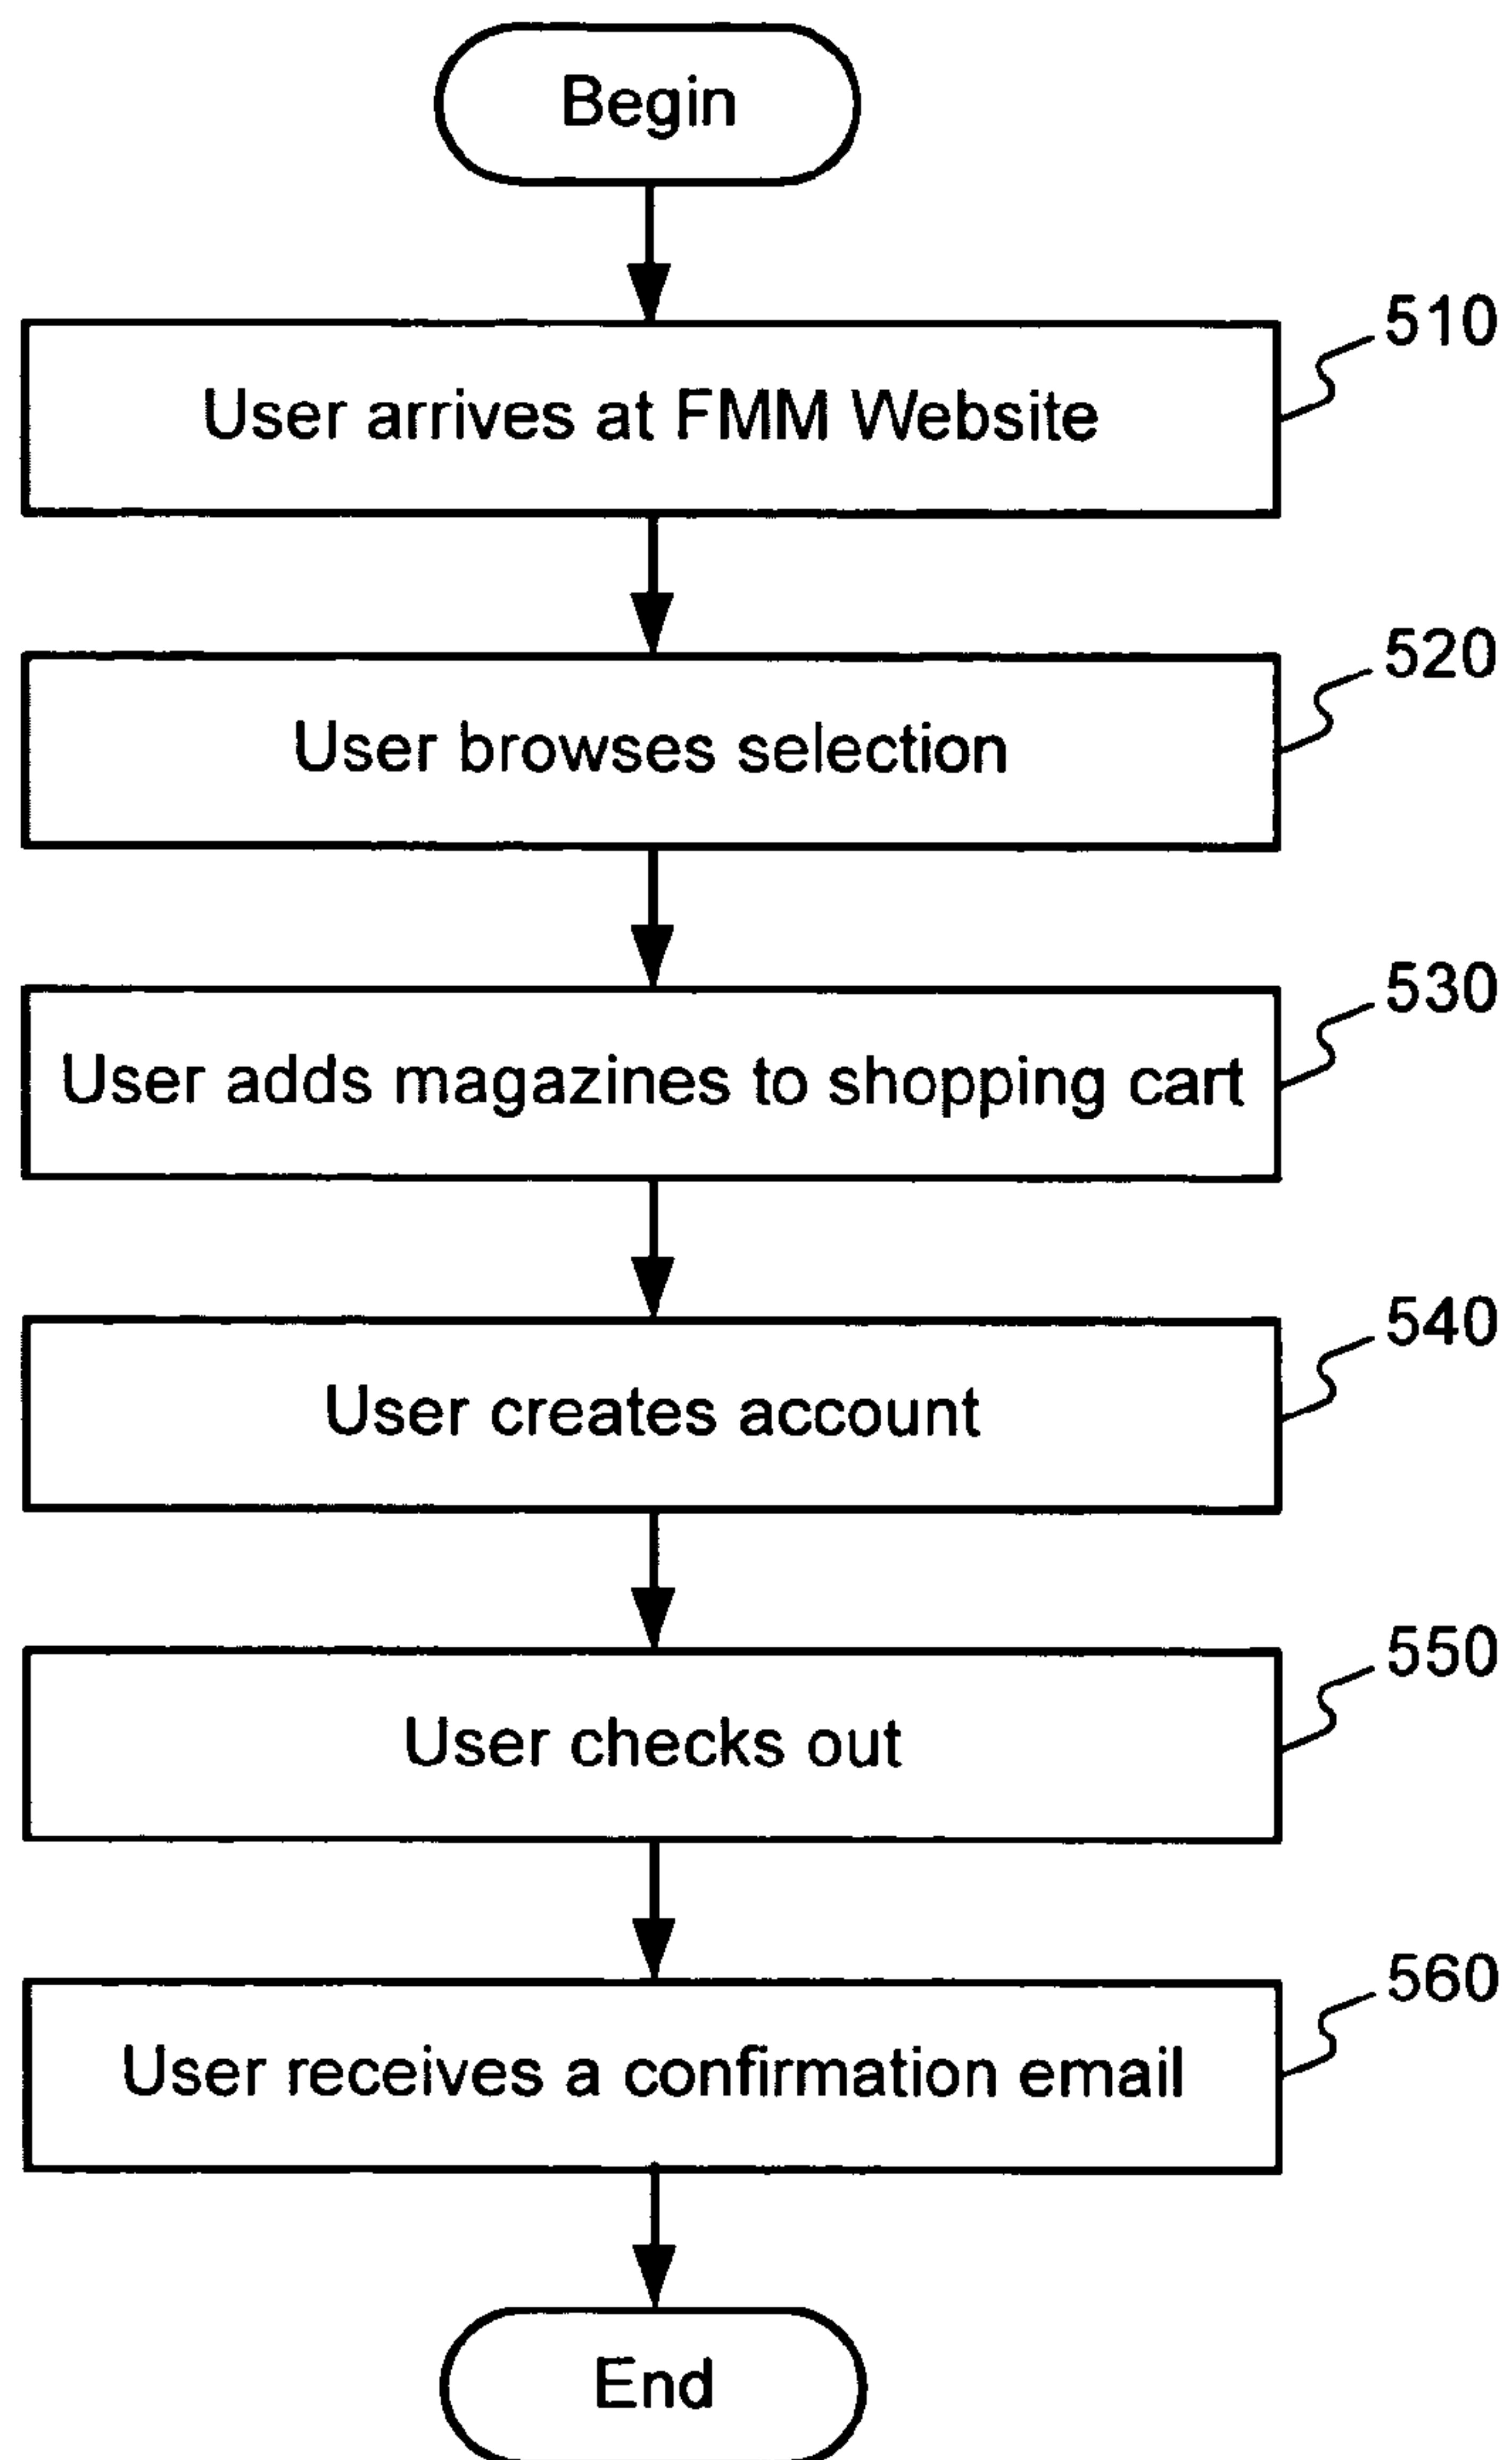 Begin
510
User arrives at FMM Website
520
User browses selection
530
User adds magazines to shopping cart
540
User creates account
550
User checks out
560
User receives a confirmation email
End